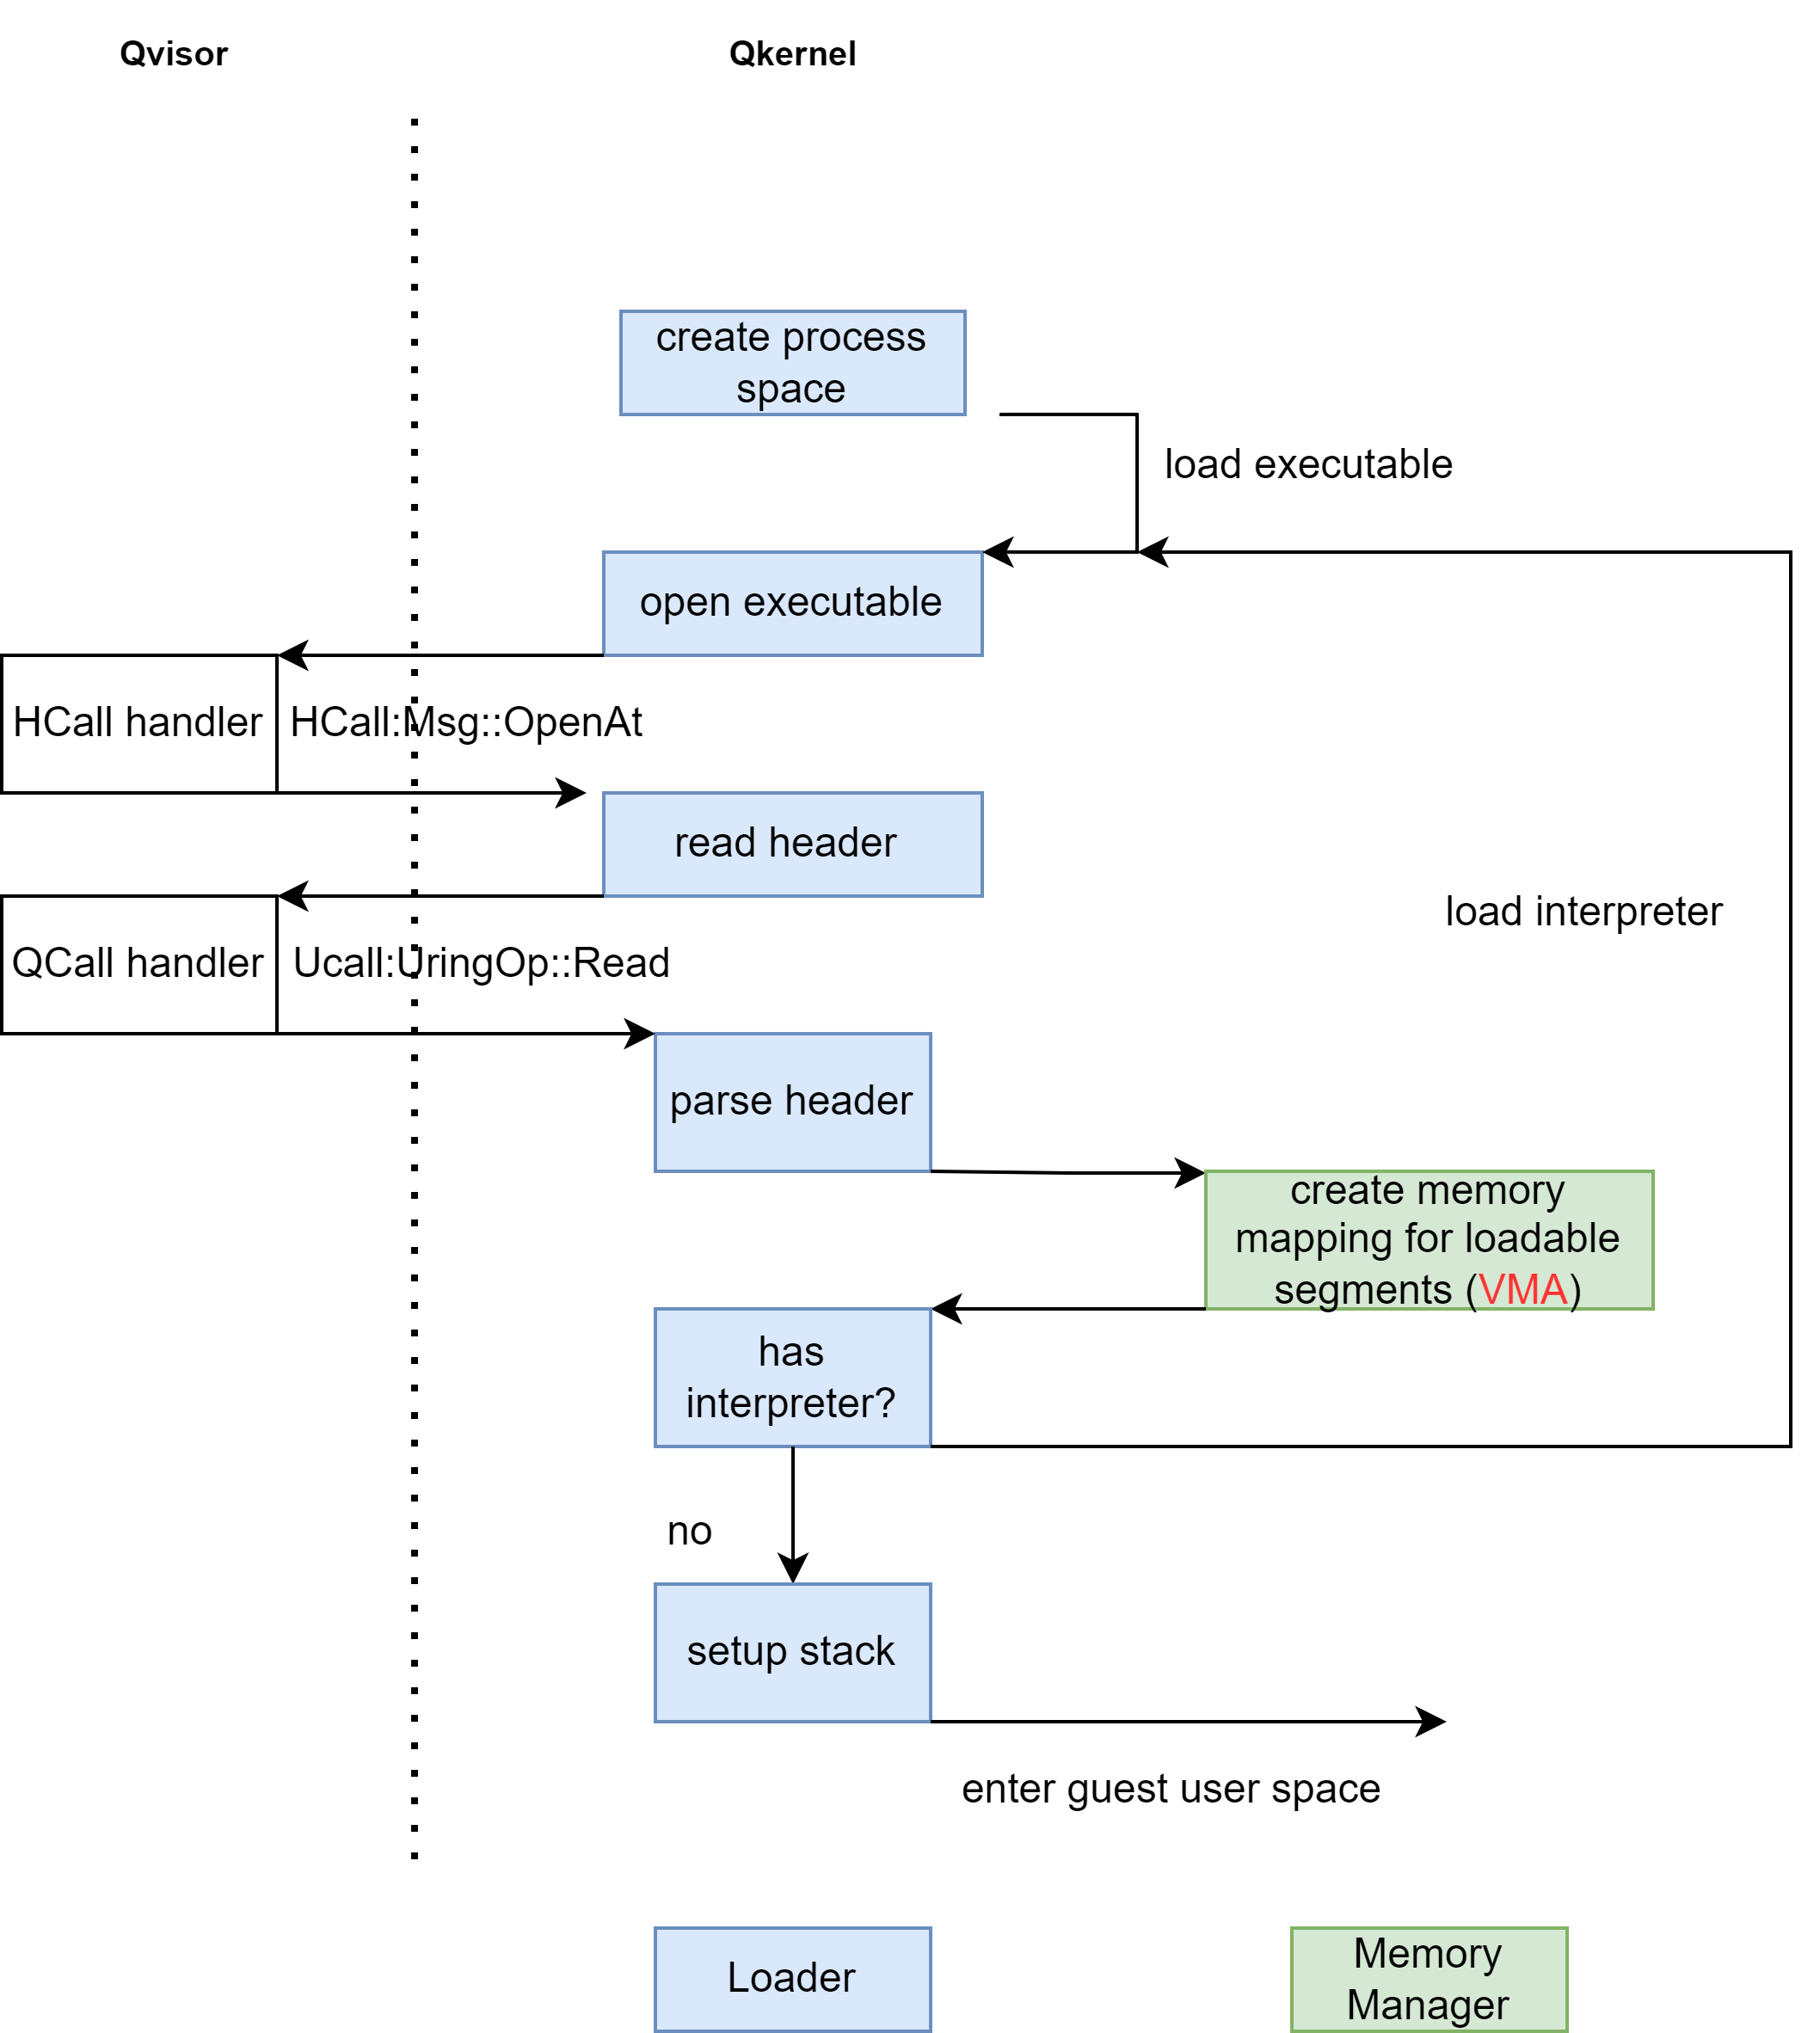 Qvisor
Qkernel
create process
space
load executable
open executable
HCall handler
HCall:Msg::OpenAt
read header
load interpreter
QCall handler
Ucall:UringOp::Read
parse header
create memory
mapping for loadable
segments (VMA)
has
interpreter?
no
setup stack
enter guest user space
Loader
Memory
Manager